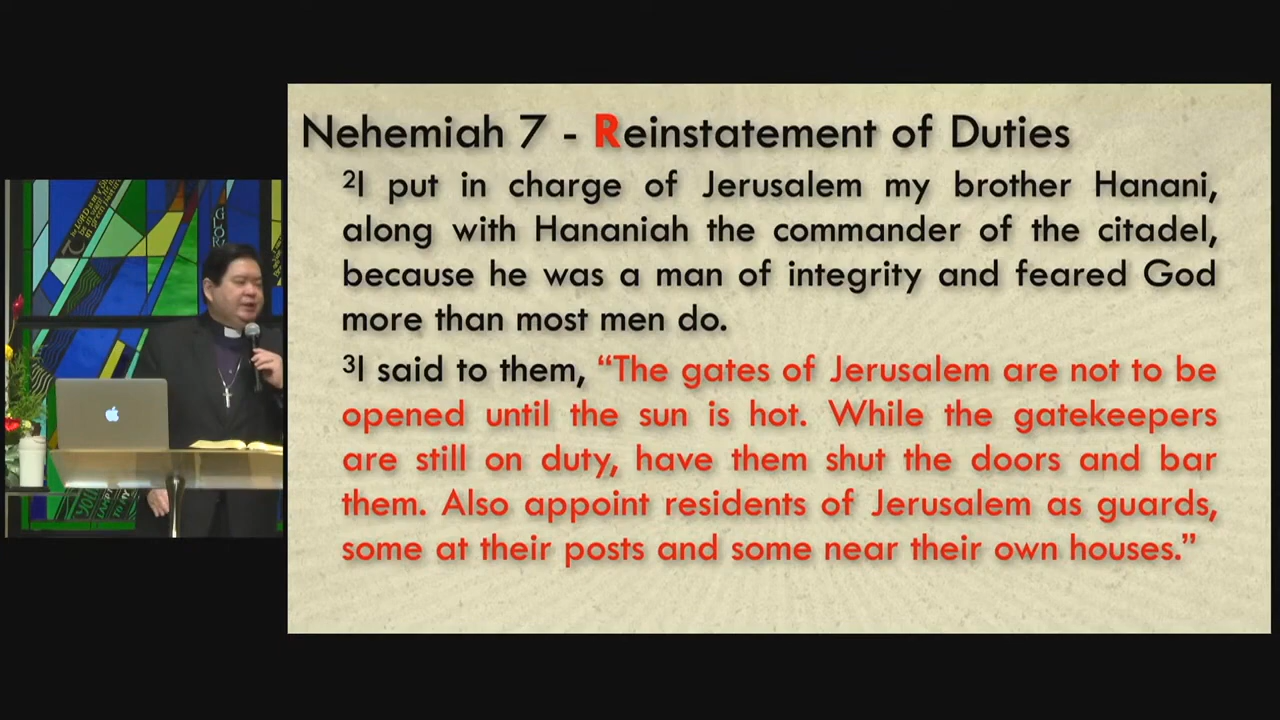 Nehemiah 7 - Reinstatement of Duties
²I put in charge of Jerusalem my brother Hanani,
along with Hananiah the commander of the citadel,
because he was a man of integrity and feared God
more than most men do.
³I said to them, “The gates of Jerusalem are not to be
opened until the sun is hot. While the gatekeepers
are still on duty, have them shut the doors and bar
them. Also appoint residents of Jerusalem as guards,
some at their posts and some near their own houses.”